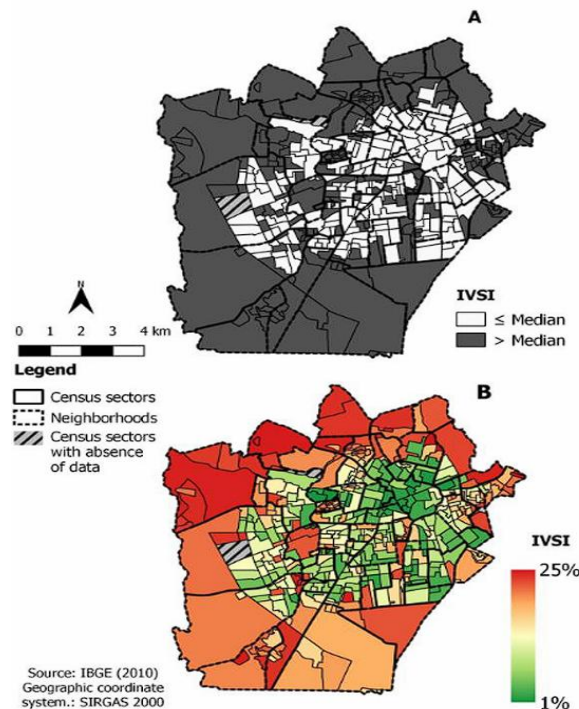 A
N
0 1 2 3 4 km
IVSI
≤ Median
> Median
Legend
Census sectors
Neighborhoods
Census sectors
with absence
of data
B
IVSI
25%
1%
Source: IBGE (2010)
Geographic coordinate
system.: SIRGAS 2000